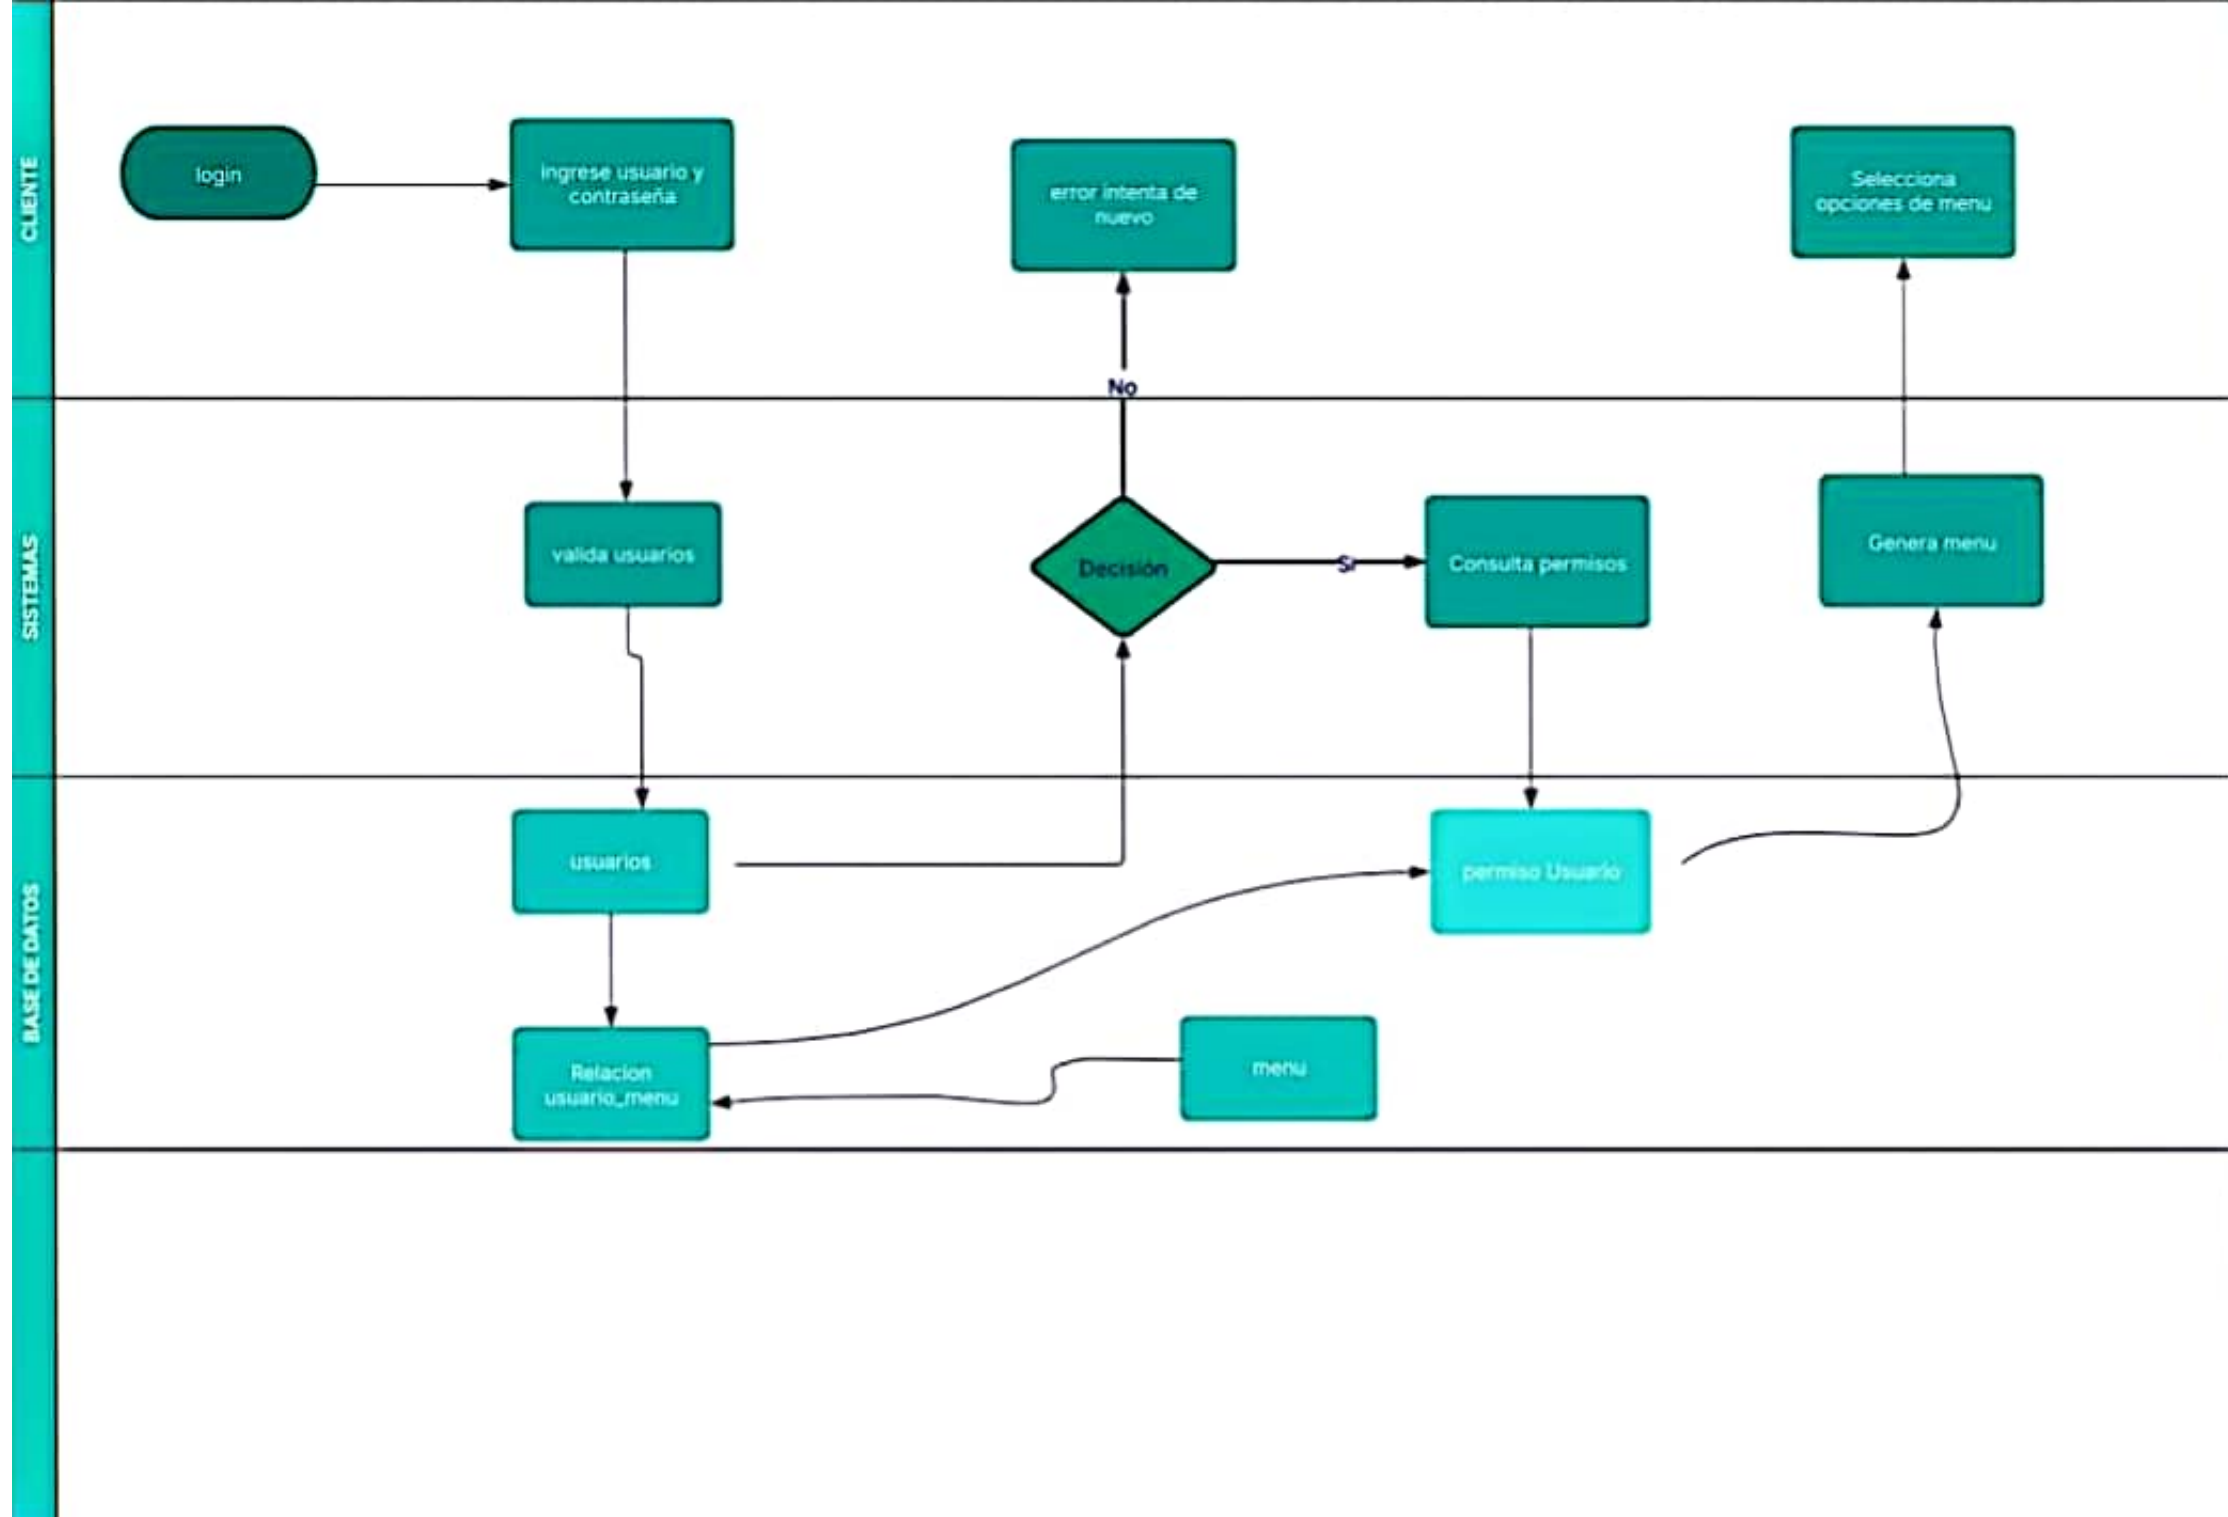 CLIENTE
login
ingrese usuario y
contraseña
error intenta de
nuevo
Selecciona
opciones de menu
No
SISTEMAS
valida usuarios
Decisión
Si
Consulta permisos
Genera menu
BASE DE DATOS
usuarios
permiso Usuario
Relacion
usuario_menu
menu